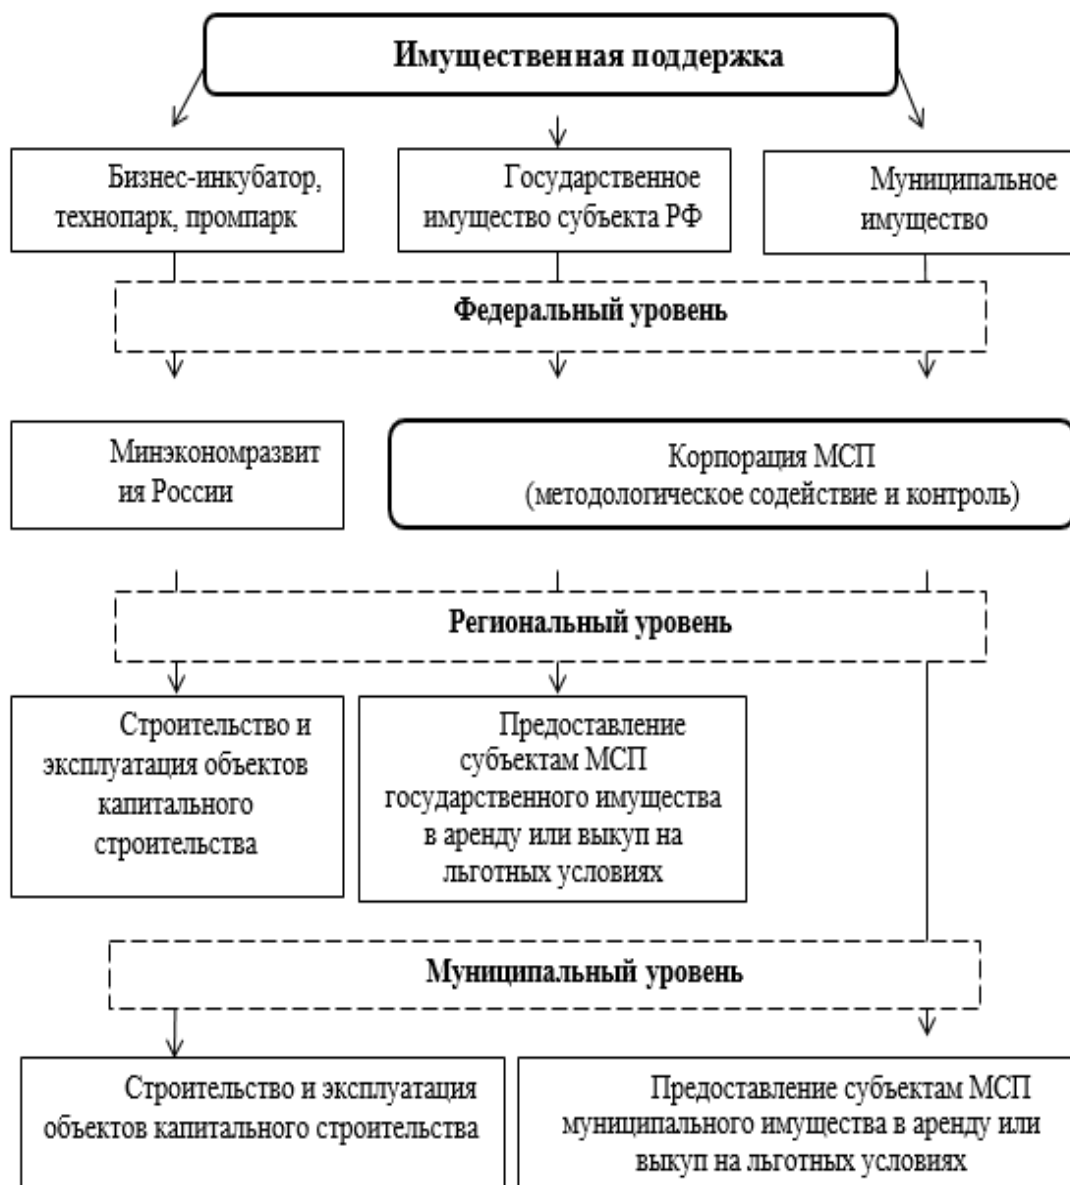 Имущественная поддержка
Бизнес-инкубатор,
технопарк, промпарк
Государственное
имущество субъекта РФ
Муниципальное
имущество
Федеральный уровень
Минэкономразвит
ия России
Корпорация МСП
(методологическое содействие и контроль)
Региональный уровень
Строительство и
эксплуатация объектов
капитального
строительства
Предоставление
субъектам МСП
государственного имущества
в аренду или выкуп на
льготных условиях
Муниципальный уровень
Строительство и эксплуатация
объектов капитального строительства
Предоставление субъектам МСП
муниципального имущества в аренду или
выкуп на льготных условиях